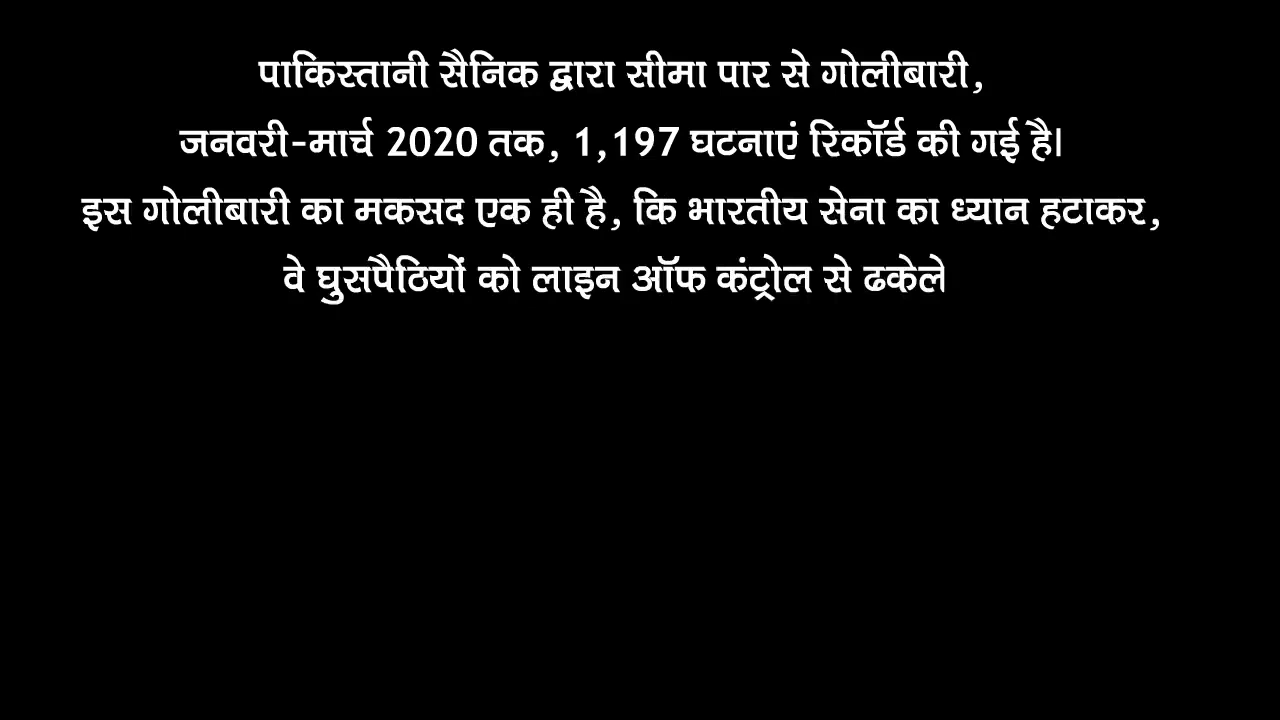 पाकिस्तानी सैनिक द्वारा सीमा पार से गोलीबारी,
जनवरी-मार्च 2020 तक, 1,197 घटनाएं रिकॉर्ड की गई है।
इस गोलीबारी का मकसद एक ही है, कि भारतीय सेना का ध्यान हटाकर,
वे घुसपैठियों को लाइन ऑफ कंट्रोल से ढकेले